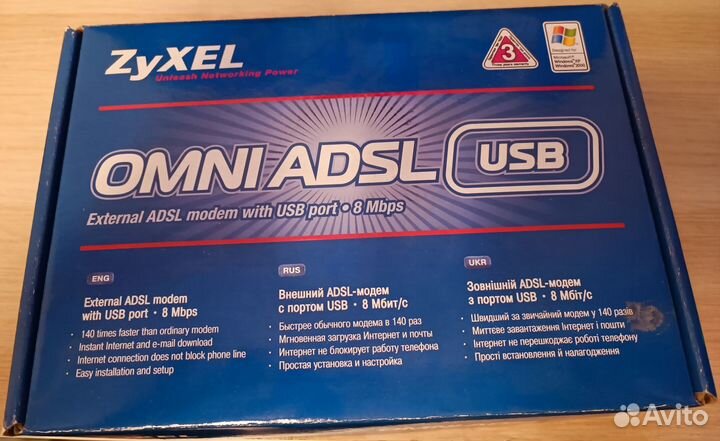 ZyXEL
Unleash Networking Power
3
Three years warranty
Designed for
Microsoft®
Windows®XP
Windows®2000
OMNI ADSL USB
External ADSL modem with USB port • 8 Mbps
ENG
External ADSL modem
with USB port • 8 Mbps
• 140 times faster than ordinary modem
• Instant Internet and e-mail download
• Internet connection does not block phone line
• Easy installation and setup
RUS
Внешний ADSL-модем
с портом USB • 8 Мбит/с
• Быстрее обычного модема в 140 раз
• Мгновенная загрузка Интернет и почты
• Интернет не блокирует работу телефона
• Простая установка и настройка
UKR
Зовнішній ADSL-модем
з портом USB • 8 Мбіт/с
• Швидший за звичайний модем у 140 разів
• Миттєве завантаження Інтернет і пошти
• Інтернет не перешкоджає роботі телефону
• Прості встановлення й налагодження
Avito